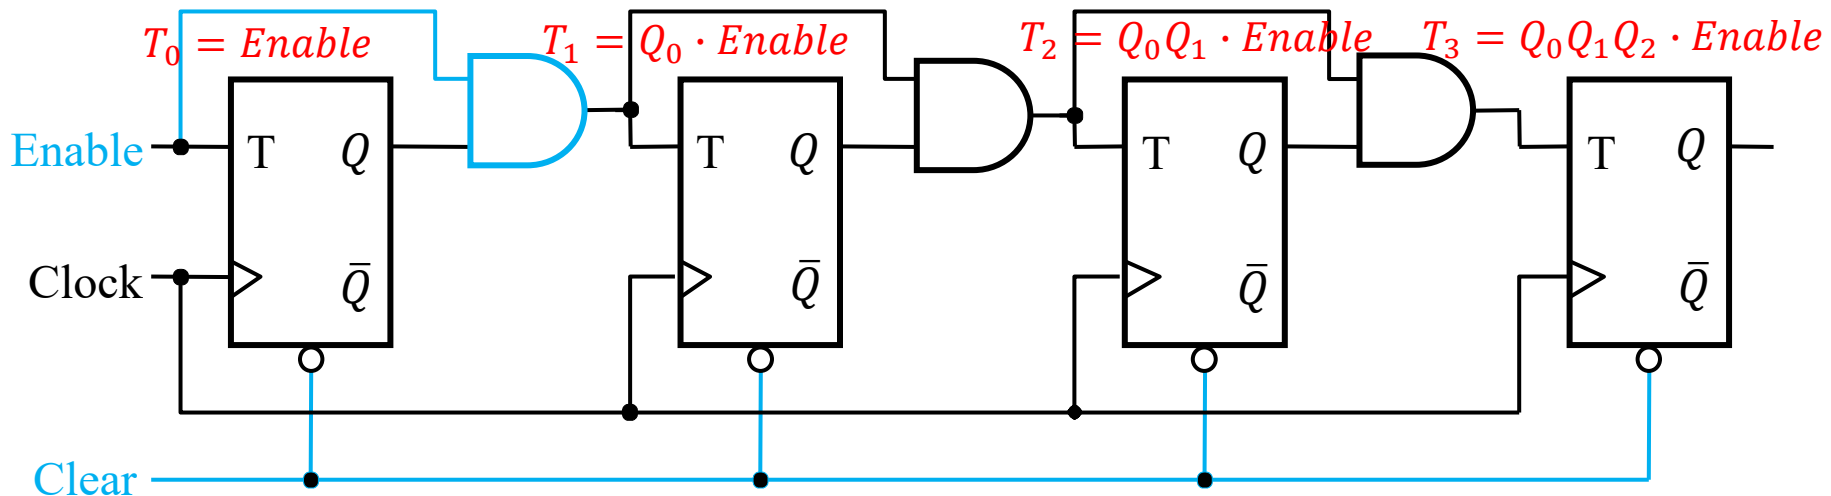 T₀ = Enable
T₁ = Q₀ · Enable
T₂ = Q₀Q₁ · Enable
T₃ = Q₀Q₁Q₂ · Enable
Enable
T Q
T Q
T Q
T Q
Clock
Q̅
Q̅
Q̅
Q̅
Clear